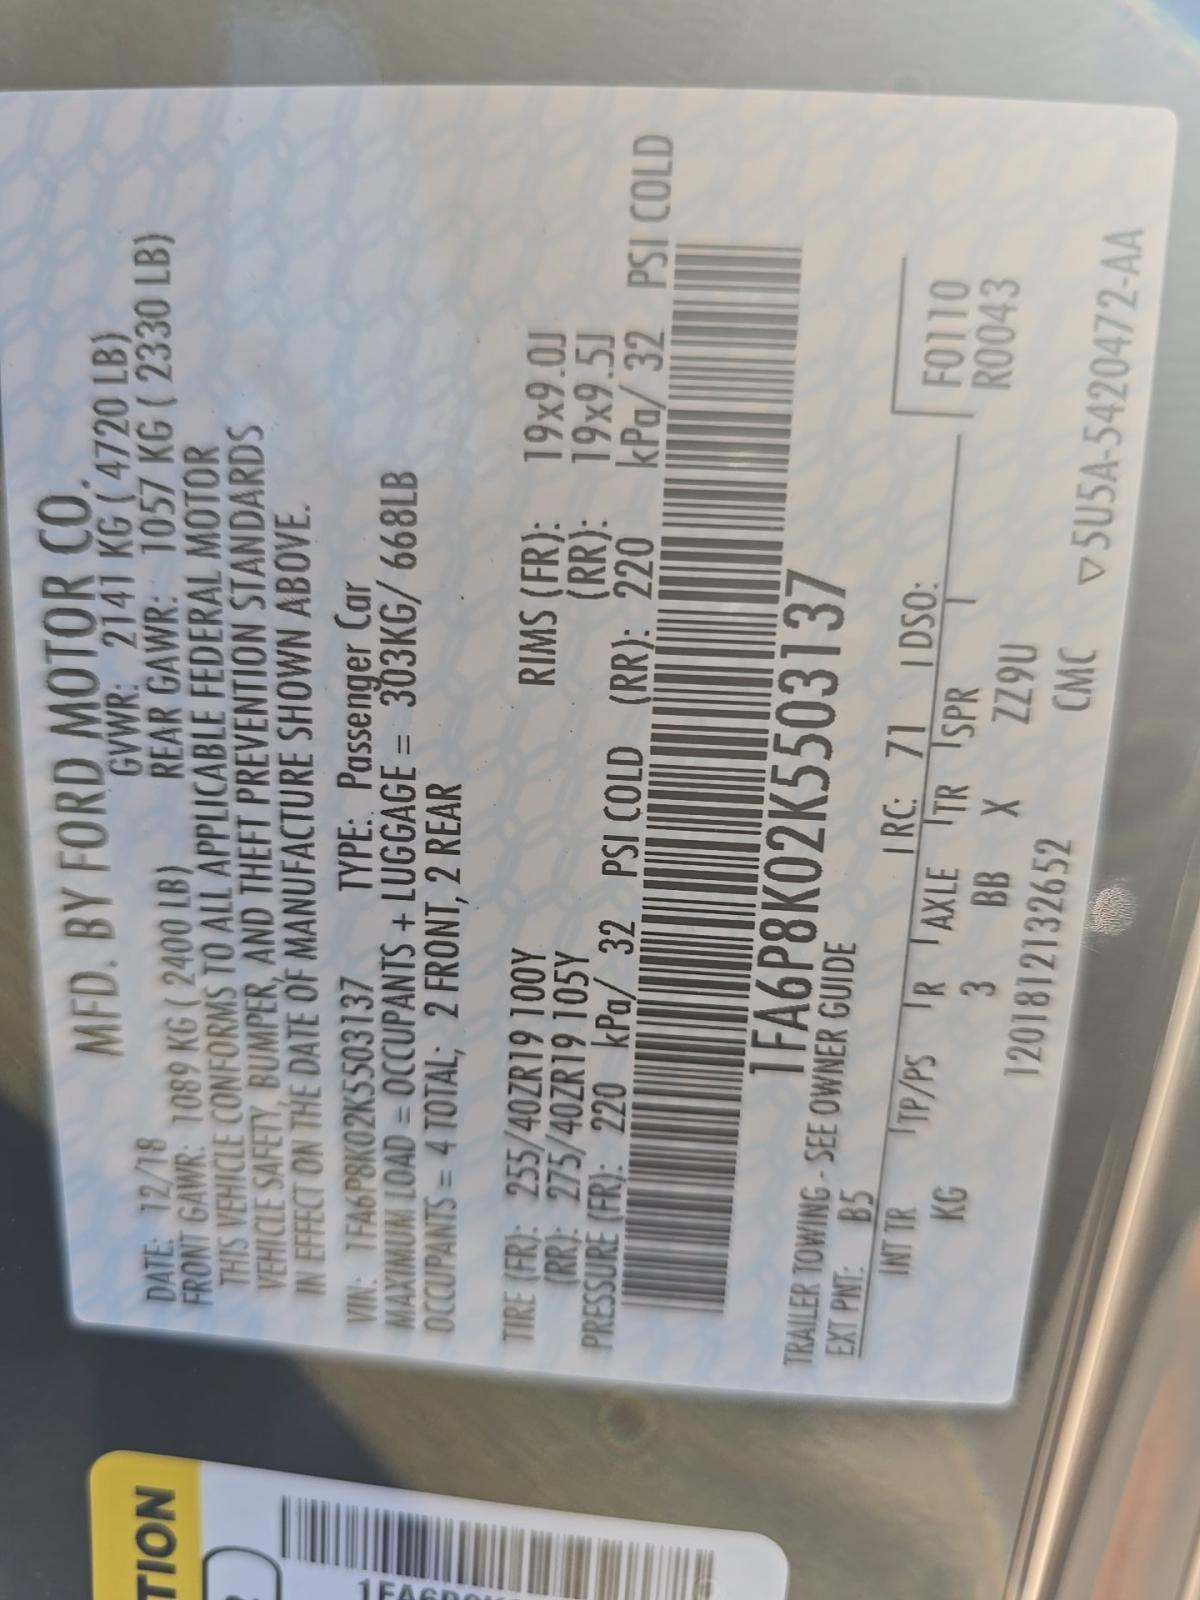 MFD. BY FORD MOTOR CO.
DATE: 12/18 GVWR: 2141 KG ( 4720 LB)
FRONT GAWR: 1089 KG ( 2400 LB) REAR GAWR: 1057 KG ( 2330 LB)
THIS VEHICLE CONFORMS TO ALL APPLICABLE FEDERAL MOTOR
VEHICLE SAFETY, BUMPER, AND THEFT PREVENTION STANDARDS
IN EFFECT ON THE DATE OF MANUFACTURE SHOWN ABOVE.
VIN: 1FA6P8K02K5503137 TYPE: Passenger Car
MAXIMUM LOAD = OCCUPANTS + LUGGAGE = 303KG/ 668LB
OCCUPANTS = 4 TOTAL; 2 FRONT, 2 REAR
TIRE (FR): 255/40ZR19 100Y RIMS (FR): 19x9.0J
(RR): 275/40ZR19 105Y (RR): 19x9.5J
PRESSURE (FR): 220 kPa/ 32 PSI COLD (RR): 220 kPa/ 32 PSI COLD
1FA6P8K02K5503137
TRAILER TOWING - SEE OWNER GUIDE
EXT PNT: B5 RC: 71 DSO:
INT TR TP/PS R AXLE TR SPR F0110
KG 3 BB X ZZ9U R0043
1201812132652 CMC ▽5U5A-5420472-AA
TION